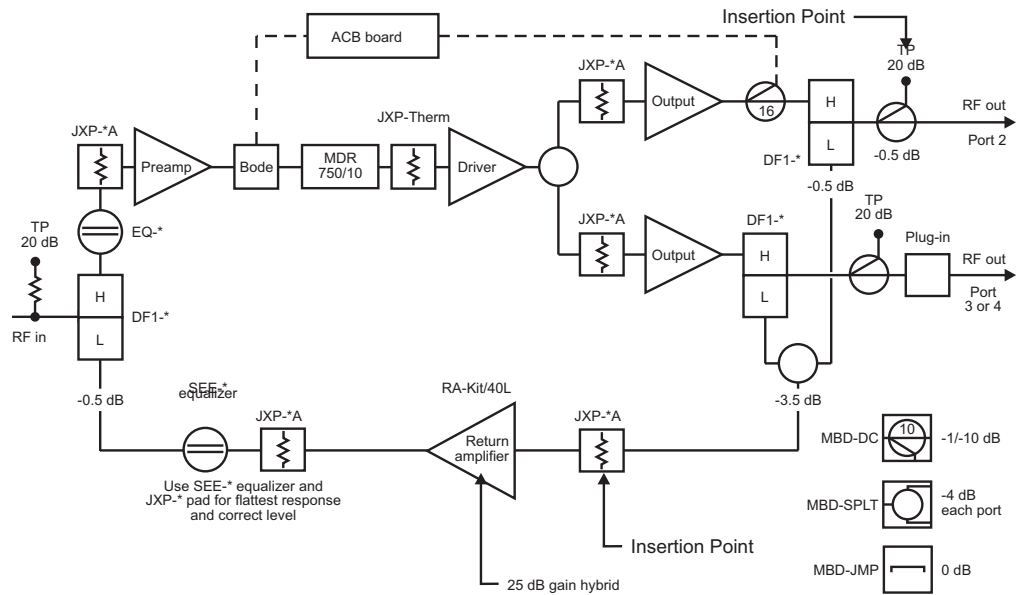 Insertion Point
ACB board
TP
20 dB
JXP-*A
Output
16
H
L
RF out
Port 2
-0.5 dB
DF1-*
-0.5 dB
JXP-*A
Preamp
Bode
MDR
750/10
JXP-Therm
Driver
JXP-*A
Output
DF1-*
H
L
TP
20 dB
Plug-in
RF out
Port
3 or 4
EQ-*
TP
20 dB
RF in
H
L
DF1-*
-0.5 dB
SEE-*
equalizer
JXP-*A
Use SEE-* equalizer and
JXP-* pad for flattest response
and correct level
RA-Kit/40L
Return
amplifier
25 dB gain hybrid
JXP-*A
Insertion Point
-3.5 dB
MBD-DC
10
-1/-10 dB
MBD-SPLT
-4 dB
each port
MBD-JMP
0 dB